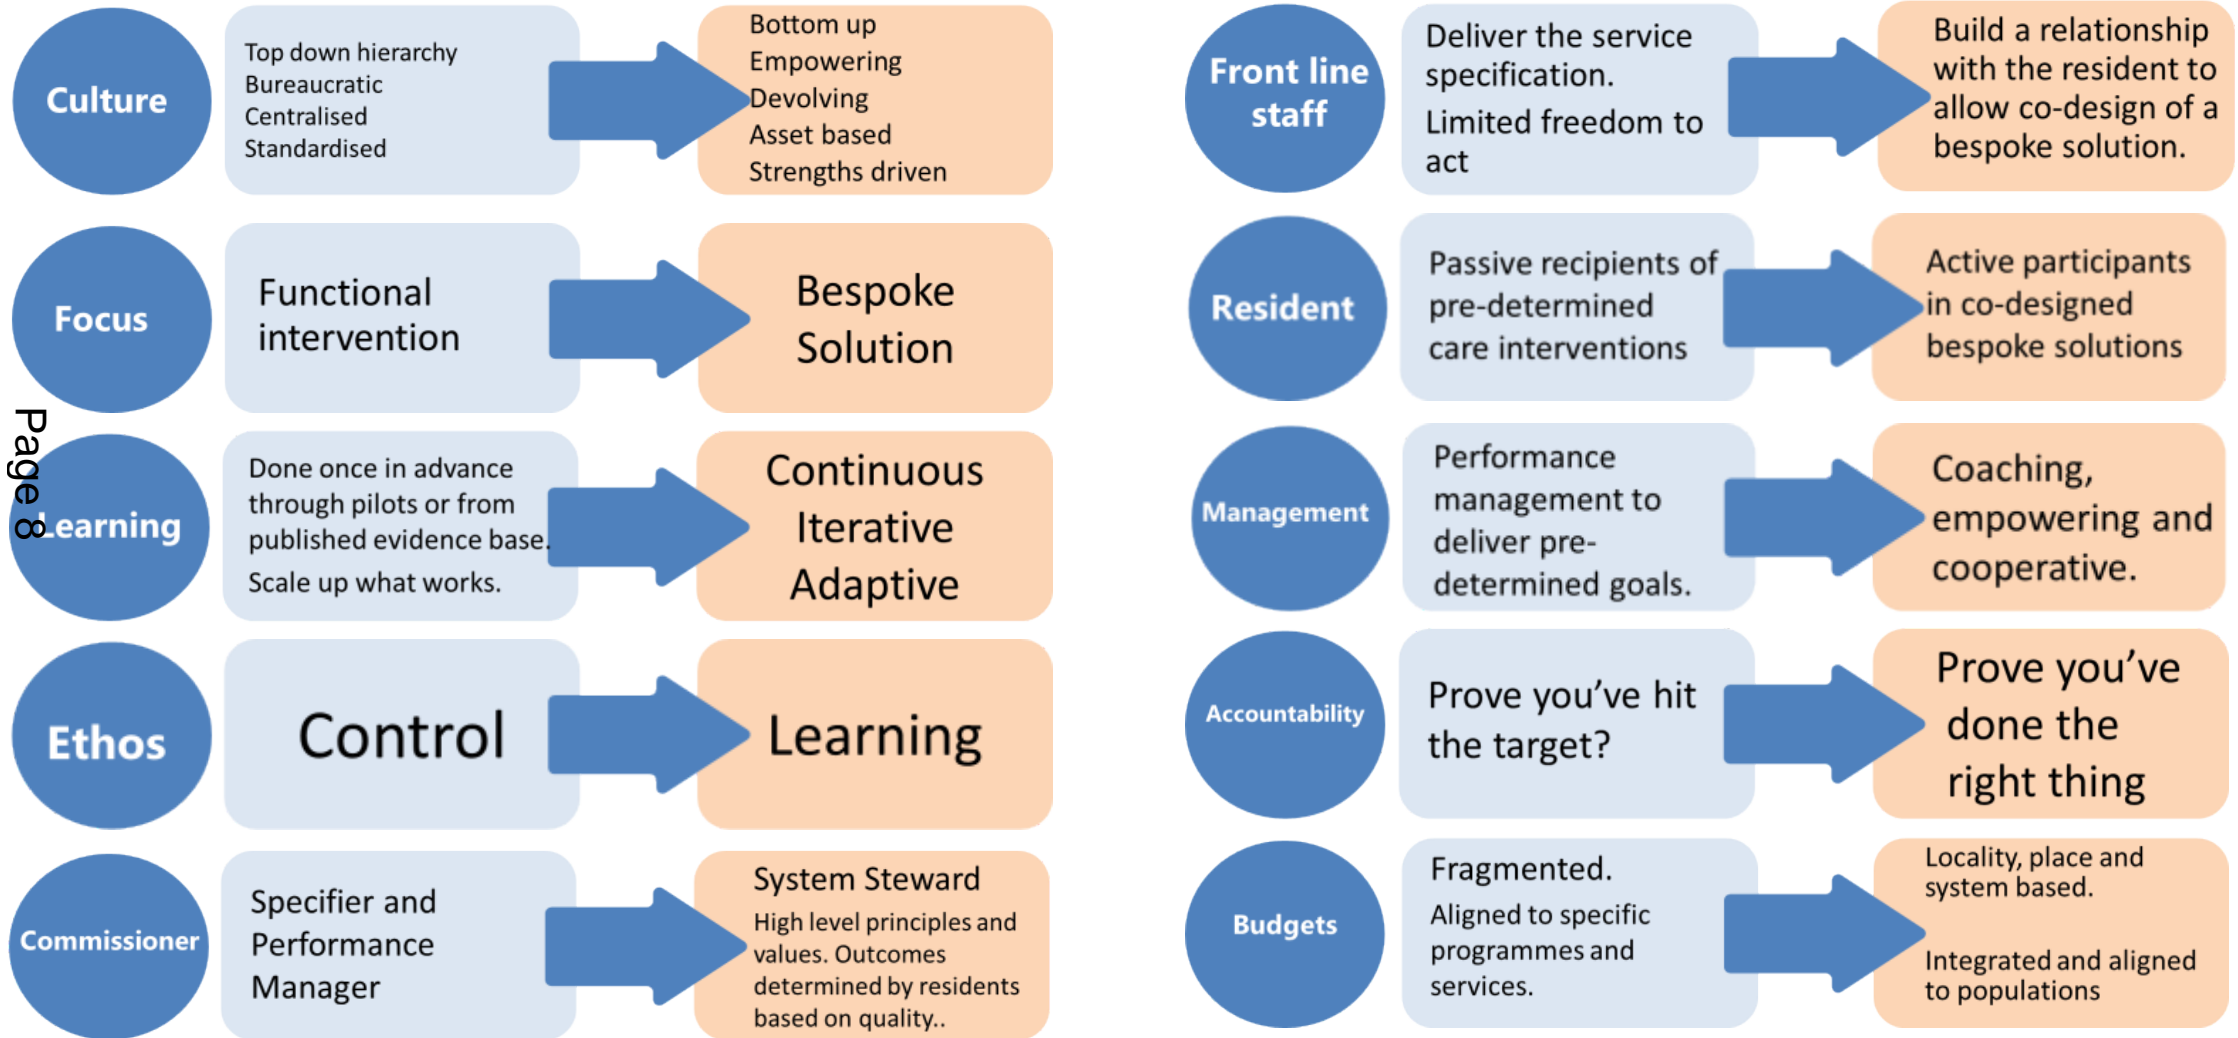 Culture
Top down hierarchy
Bureaucratic
Centralised
Standardised
Bottom up
Empowering
Devolving
Asset based
Strengths driven
Focus
Functional
intervention
Bespoke
Solution
Page 8
Learning
Done once in advance
through pilots or from
published evidence base.
Scale up what works.
Continuous
Iterative
Adaptive
Ethos
Control
Learning
Commissioner
Specifier and
Performance
Manager
System Steward
High level principles and
values. Outcomes
determined by residents
based on quality..
Front line
staff
Deliver the service
specification.
Limited freedom to
act
Build a relationship
with the resident to
allow co-design of a
bespoke solution.
Resident
Passive recipients of
pre-determined
care interventions
Active participants
in co-designed
bespoke solutions
Management
Performance
management to
deliver pre-
determined goals.
Coaching,
empowering and
cooperative.
Accountability
Prove you’ve hit
the target?
Prove you’ve
done the
right thing
Budgets
Fragmented.
Aligned to specific
programmes and
services.
Locality, place and
system based.
Integrated and aligned
to populations